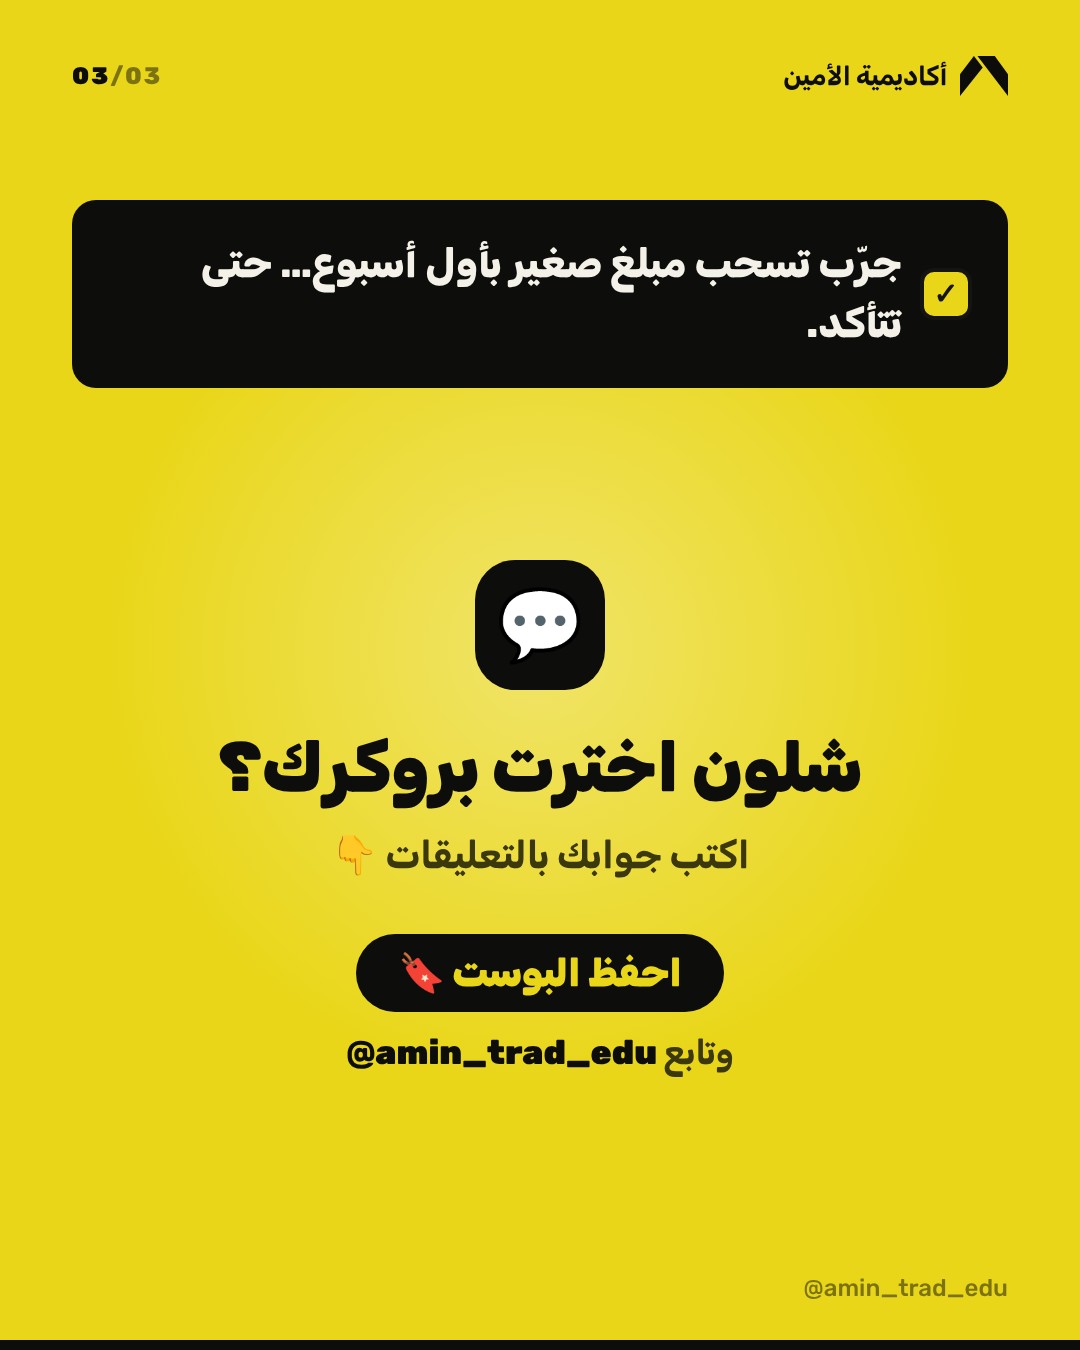 أكاديمية الأمين
03/03
جرّب تسحب مبلغ صغير بأول أسبوع... حتى
تتأكد.
شلون اخترت بروكرك؟
اكتب جوابك بالتعليقات 👇
احفظ البوست 🔖
وتابع @amin_trad_edu
@amin_trad_edu